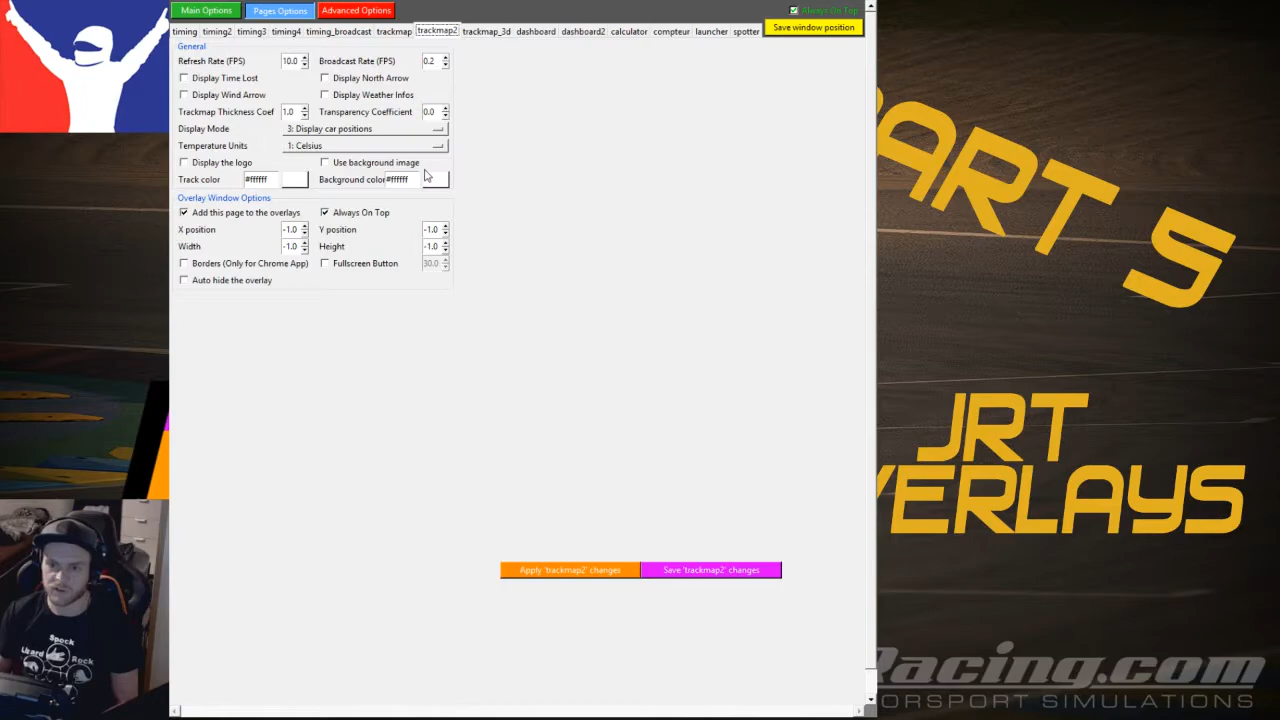 Main Options Pages Options Advanced Options Always On Top
timing timing2 timing3 timing4 timing_broadcast trackmap trackmap2 trackmap_3d dashboard dashboard2 calculator compteur launcher spotter Save window position
General
Refresh Rate (FPS) 10.0 Broadcast Rate (FPS) 0.2
Display Time Lost Display North Arrow
Display Wind Arrow Display Weather Infos
Trackmap Thickness Coef 1.0 Transparency Coefficient 0.0
Display Mode 3: Display car positions
Temperature Units 1: Celsius
Display the logo Use background image
Track color #ffffff Background color #ffffff
Overlay Window Options
Add this page to the overlays Always On Top
X position -1.0 Y position -1.0
Width -1.0 Height -1.0
Borders (Only for Chrome App) Fullscreen Button 30.0
Auto hide the overlay
Apply 'trackmap2' changes Save 'trackmap2' changes
ART 5
JRT
VERLAYS
Racing.com
ORSPORT SIMULATIONS
Spock
Lizard Rock